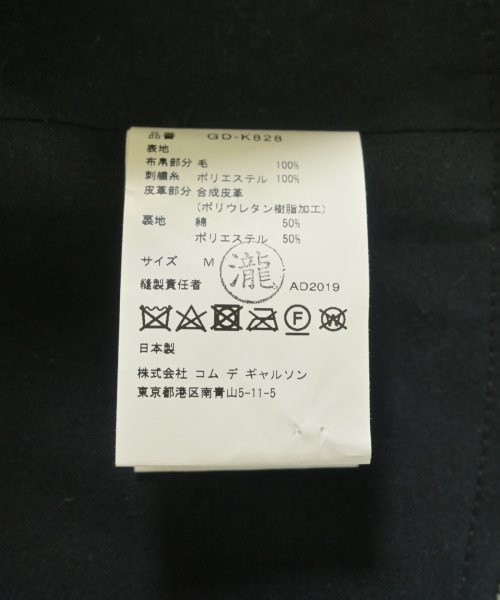 品番 GD-K828
表地
布帛部分 毛 100%
刺繍糸 ポリエステル 100%
皮革部分 合成皮革
(ポリウレタン樹脂加工)
裏地 綿 50%
ポリエステル 50%
サイズ M
瀧
縫製責任者 AD2019
F W
日本製
株式会社 コム デ ギャルソン
東京都港区南青山5-11-5